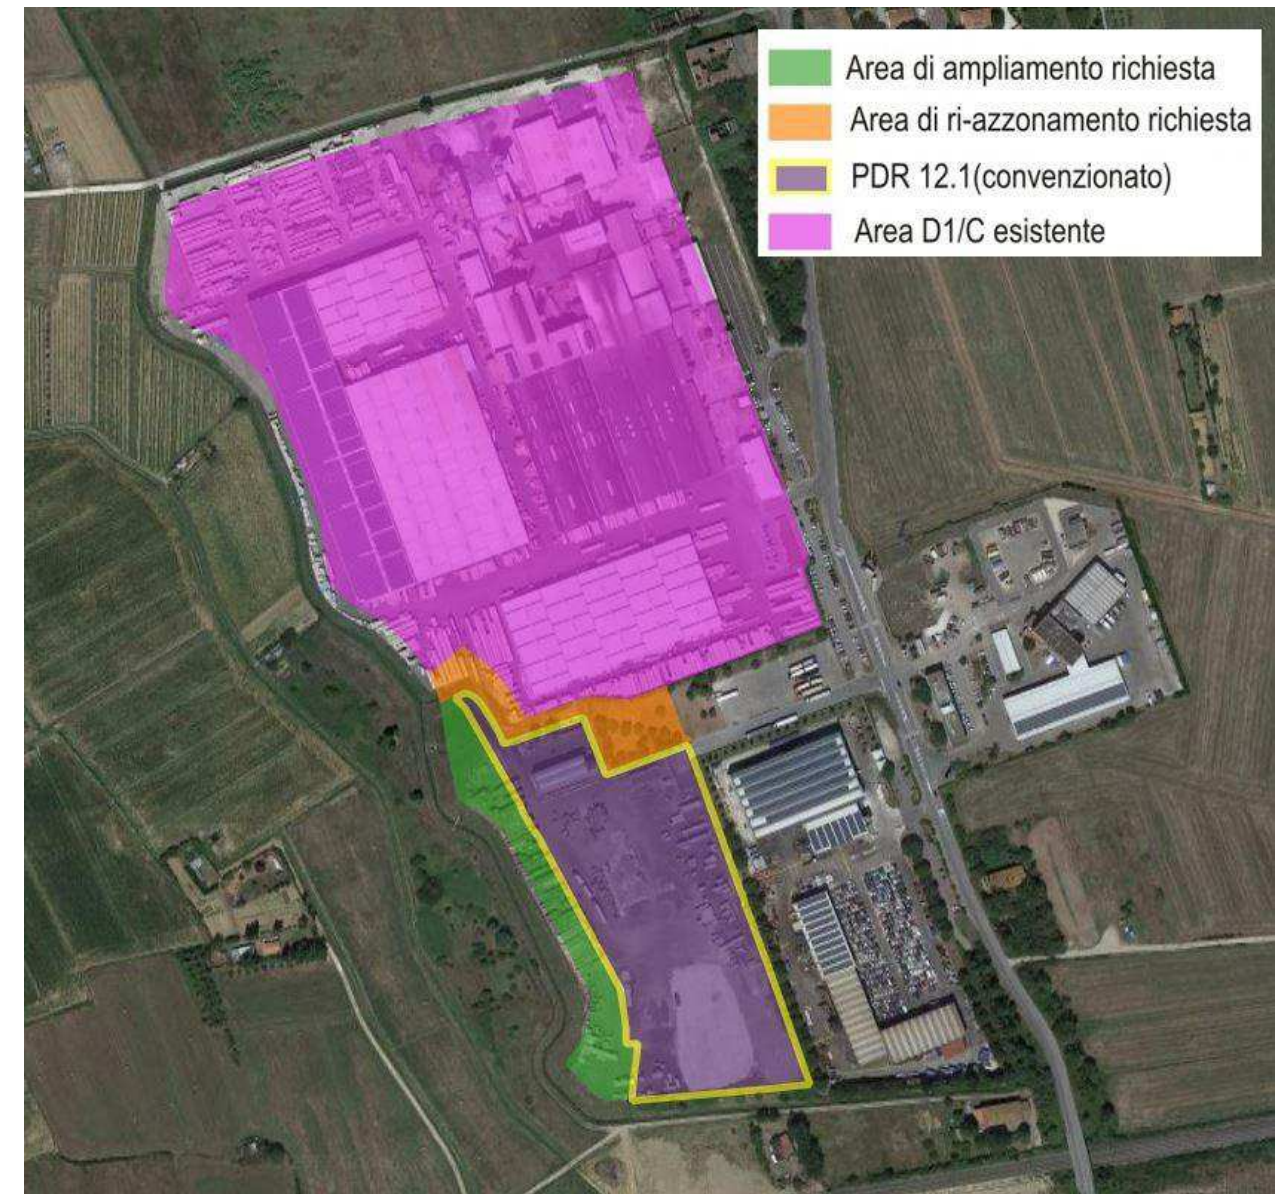 Area di ampliamento richiesta
Area di ri-azzonamento richiesta
PDR 12.1(convenzionato)
Area D1/C esistente